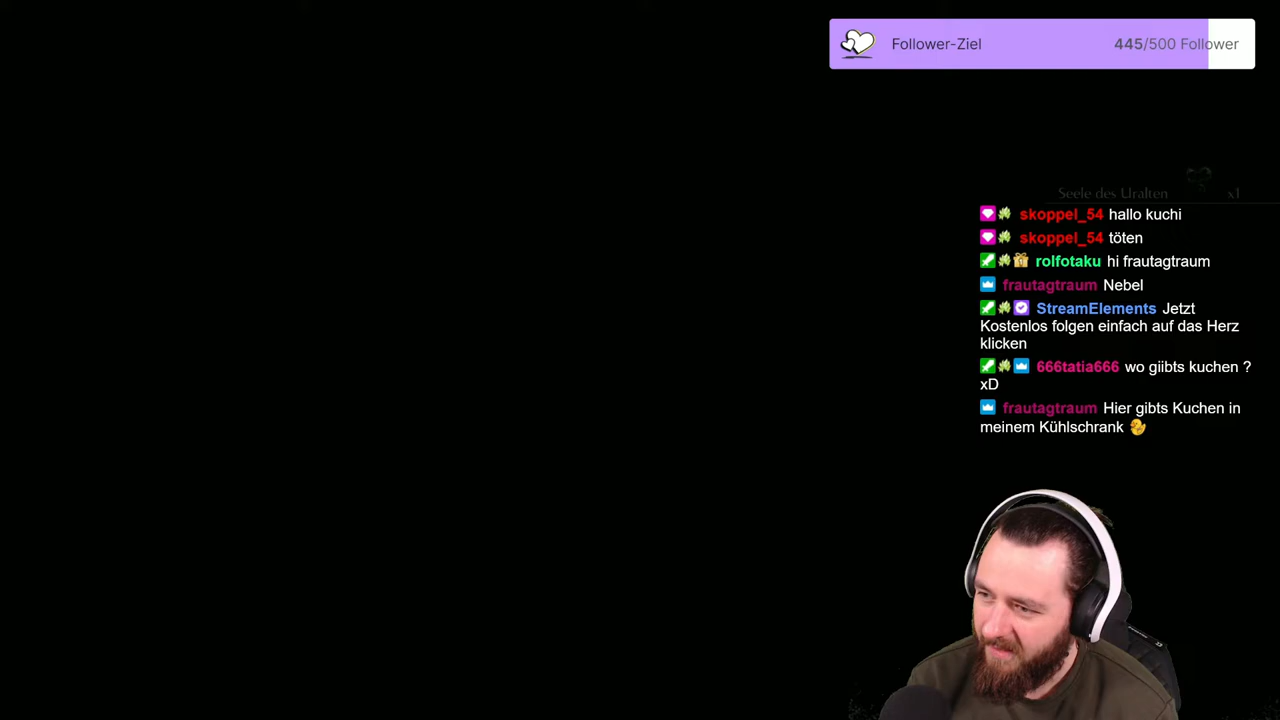 Follower-Ziel 445/500 Follower
Seele des Uralten x1
skoppel_54 hallo kuchi
skoppel_54 töten
rolfotaku hi frautagtraum
frautagtraum Nebel
StreamElements Jetzt
Kostenlos folgen einfach auf das Herz
klicken
666tatia666 wo giibts kuchen ?
xD
frautagtraum Hier gibts Kuchen in
meinem Kühlschrank